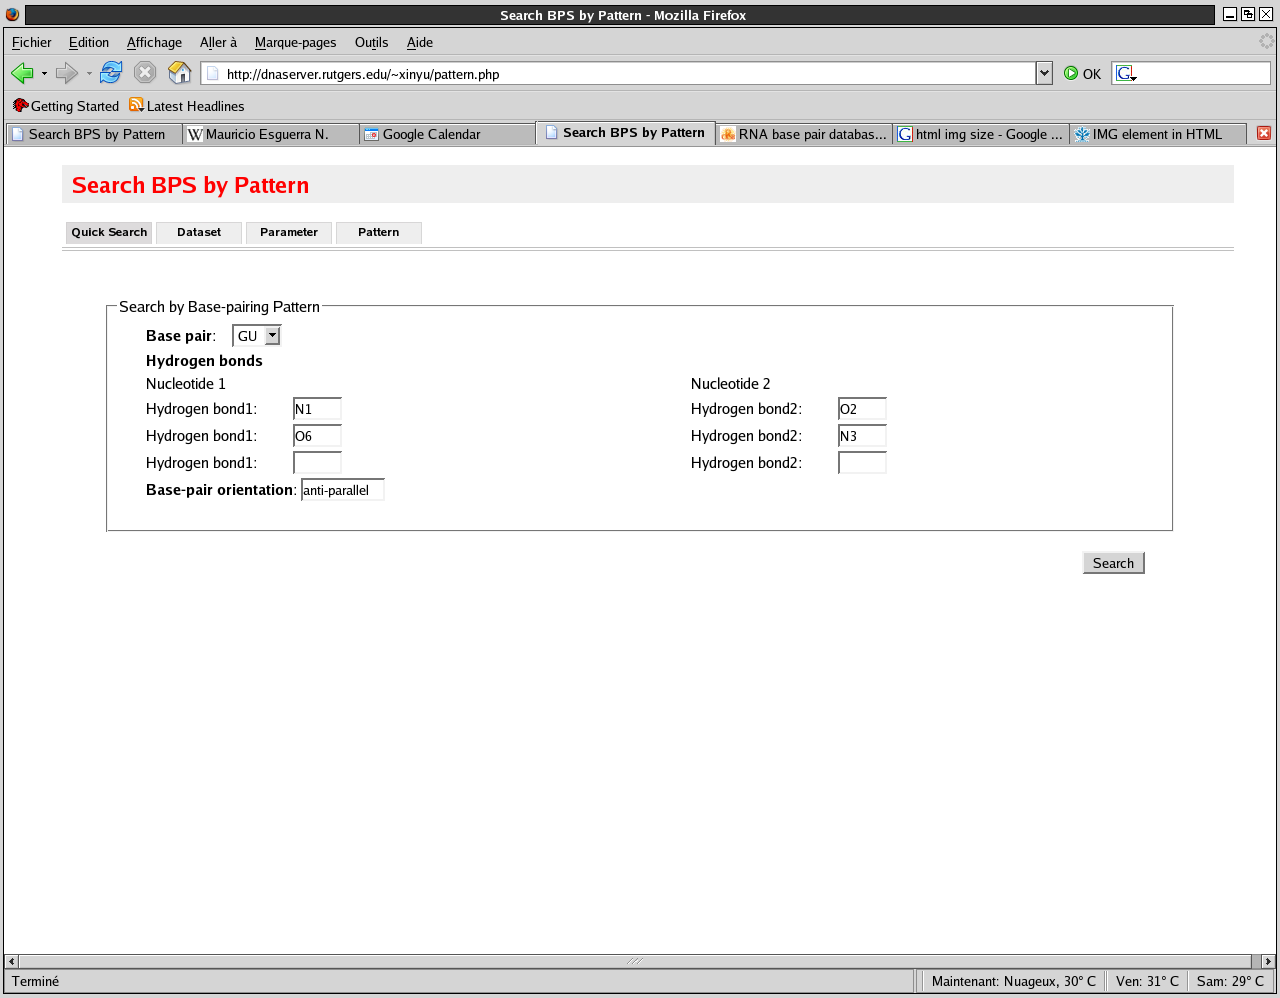 Search BPS by Pattern - Mozilla Firefox
Fichier Edition Affichage Aller à Marque-pages Outils Aide
http://dnaserver.rutgers.edu/~xinyu/pattern.php OK G
Getting Started Latest Headlines
Search BPS by Pattern W Mauricio Esguerra N. Google Calendar Search BPS by Pattern RNA base pair databas... G html img size - Google ... IMG element in HTML
Search BPS by Pattern
Quick Search Dataset Parameter Pattern
Search by Base-pairing Pattern
Base pair: GU
Hydrogen bonds
Nucleotide 1 Nucleotide 2
Hydrogen bond1: N1 Hydrogen bond2: O2
Hydrogen bond1: O6 Hydrogen bond2: N3
Hydrogen bond1: Hydrogen bond2:
Base-pair orientation: anti-parallel
Search
Terminé Maintenant: Nuageux, 30° C Ven: 31° C Sam: 29° C